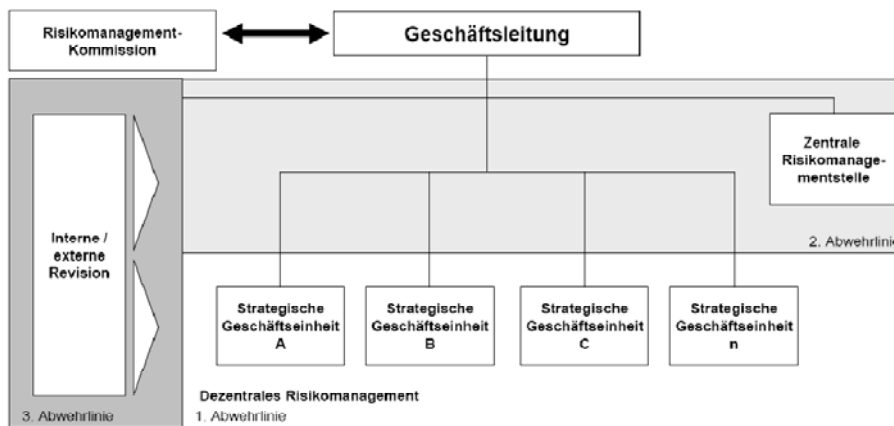 Risikomanagement-
Kommission
Geschäftsleitung
Zentrale
Risikomanage-
mentstelle
2. Abwehrlinie
Interne /
externe
Revision
Strategische
Geschäftseinheit
A
Strategische
Geschäftseinheit
B
Strategische
Geschäftseinheit
C
Strategische
Geschäftseinheit
n
Dezentrales Risikomanagement
3. Abwehrlinie
1. Abwehrlinie